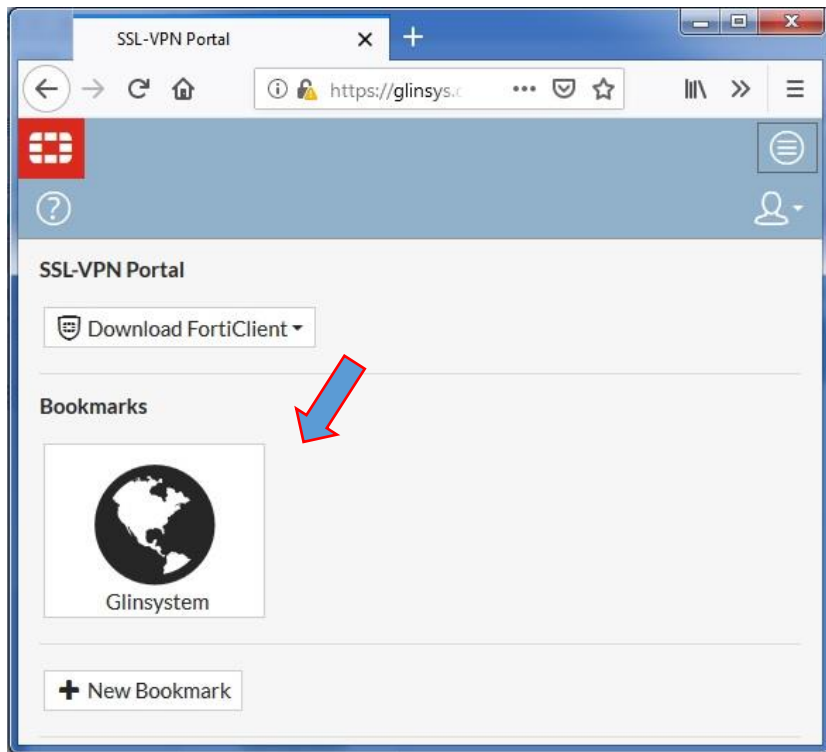 SSL-VPN Portal
https://glinsys.
SSL-VPN Portal
Download FortiClient
Bookmarks
Glinsystem
New Bookmark